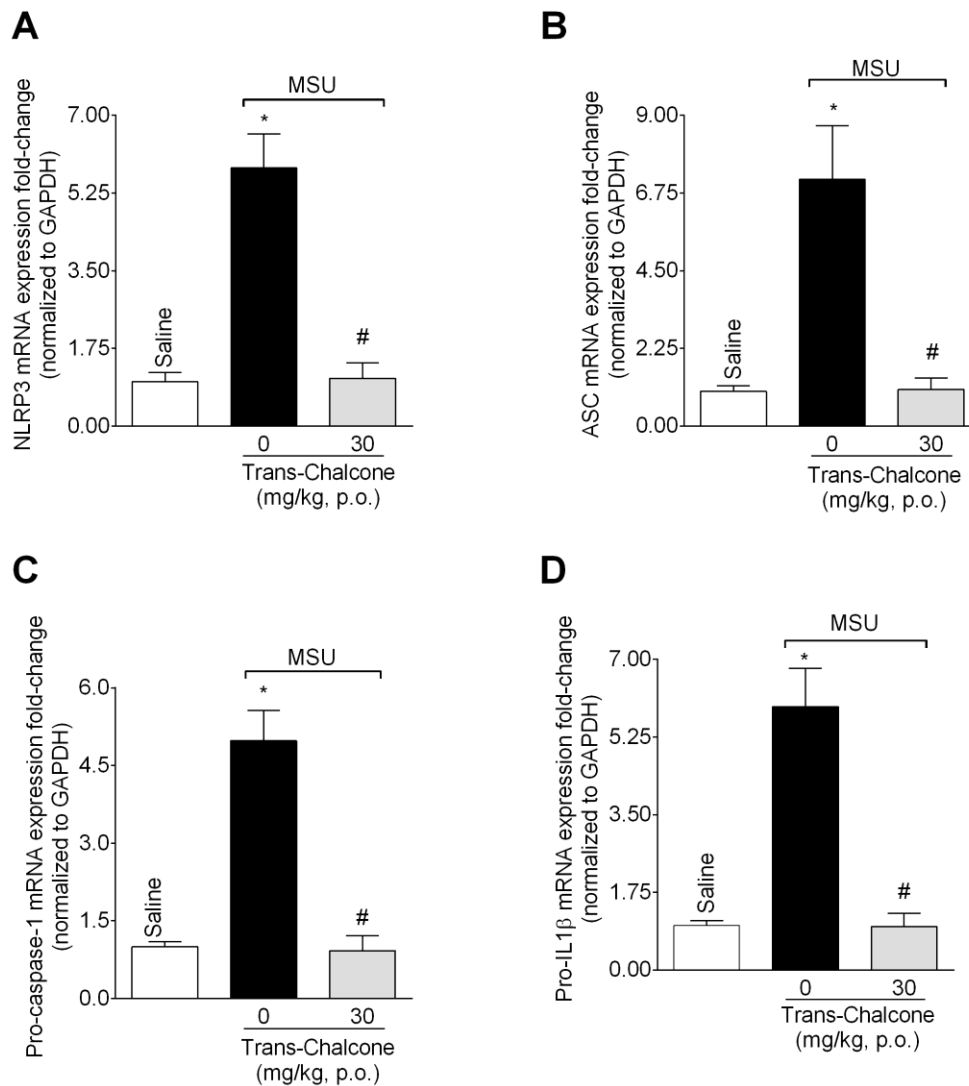 A
NLRP3 mRNA expression fold-change
(normalized to GAPDH)
MSU
7.00
5.25
3.50
1.75
0.00
Saline
*
#
0 30
Trans-Chalcone
(mg/kg, p.o.)
B
ASC mRNA expression fold-change
(normalized to GAPDH)
MSU
9.00
6.75
4.50
2.25
0.00
Saline
*
#
0 30
Trans-Chalcone
(mg/kg, p.o.)
C
Pro-caspase-1 mRNA expression fold-change
(normalized to GAPDH)
MSU
6.0
4.5
3.0
1.5
0.0
Saline
*
#
0 30
Trans-Chalcone
(mg/kg, p.o.)
D
Pro-IL1β mRNA expression fold-change
(normalized to GAPDH)
MSU
7.00
5.25
3.50
1.75
0.00
Saline
*
#
0 30
Trans-Chalcone
(mg/kg, p.o.)